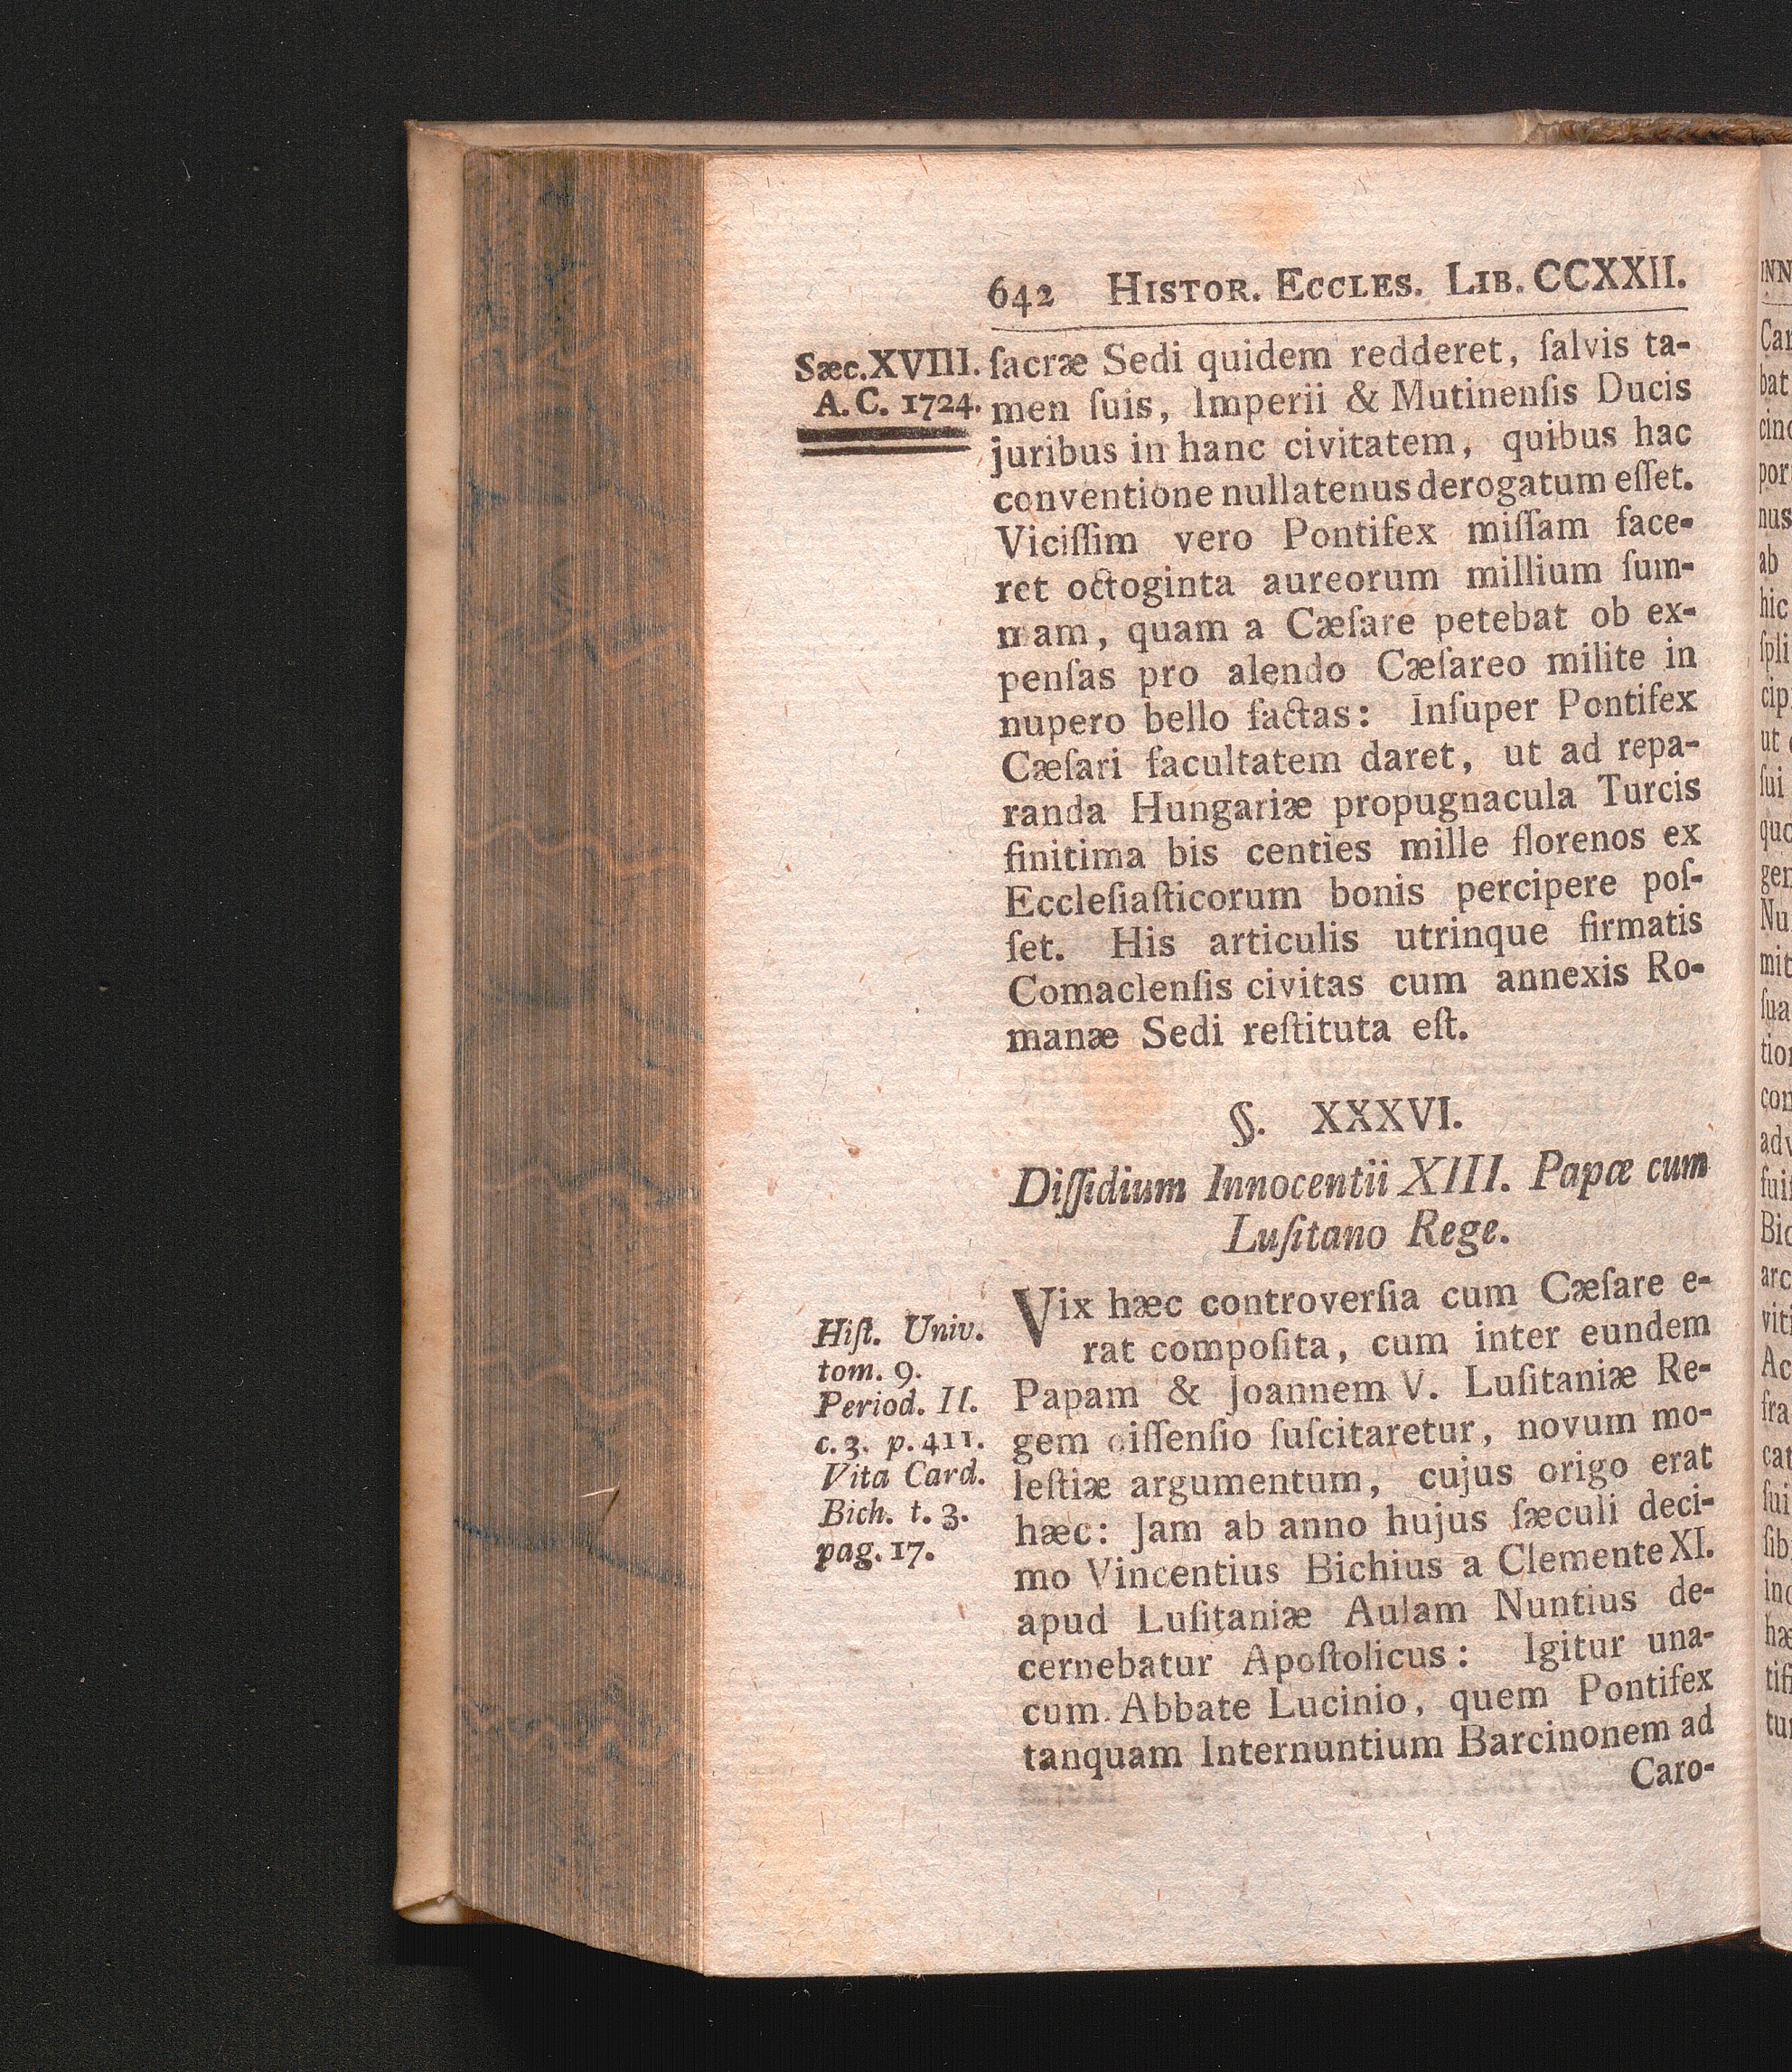 642 HISTOR. ECCLES. LIB. CCXXII.
Sæc. XVIII.
A. C. 1724.
ſacræ Sedi quidem redderet, ſalvis ta-
men ſuis, Imperii & Mutinenſis Ducis
juribus in hanc civitatem, quibus hac
conventione nullatenus derogatum eſſet.
Viciſſim vero Pontifex miſſam face-
ret octoginta aureorum millium ſum-
mam, quam a Cæſare petebat ob ex-
penſas pro alendo Cæſareo milite in
nupero bello factas: Inſuper Pontifex
Cæſari facultatem daret, ut ad repa-
randa Hungariæ propugnacula Turcis
finitima bis centies mille florenos ex
Eccleſiaſticorum bonis percipere poſ-
ſet. His articulis utrinque firmatis
Comaclenſis civitas cum annexis Ro-
manæ Sedi reſtituta eſt.
§. XXXVI.
Diſſidium Innocentii XIII. Papæ cum
Luſitano Rege.
Hiſt. Univ.
tom. 9.
Period. II.
c. 3. p. 411.
Vita Card.
Bich. t. 3.
pag. 17.
Vix hæc controverſia cum Cæſare e-
rat compoſita, cum inter eundem
Papam & Joannem V. Luſitaniæ Re-
gem diſſenſio ſuſcitaretur, novum mo-
leſtiæ argumentum, cujus origo erat
hæc: Jam ab anno hujus ſæculi deci-
mo Vincentius Bichius a Clemente XI.
apud Luſitaniæ Aulam Nuntius de-
cernebatur Apoſtolicus: Igitur una-
cum Abbate Lucinio, quem Pontifex
tanquam Internuntium Barcinonem ad
Caro-